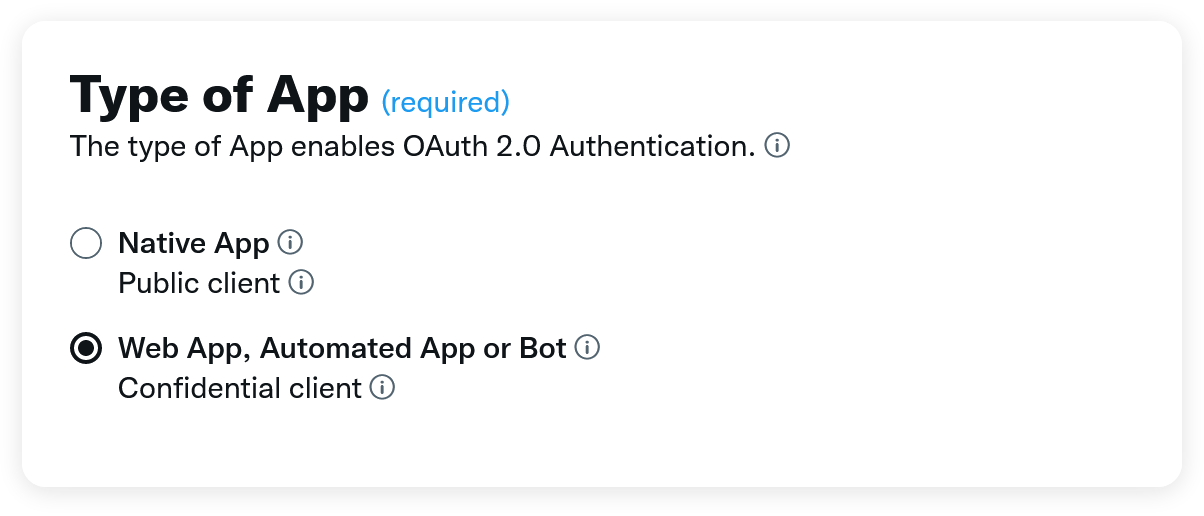 Type of App (required)
The type of App enables OAuth 2.0 Authentication.
Native App
Public client
Web App, Automated App or Bot
Confidential client